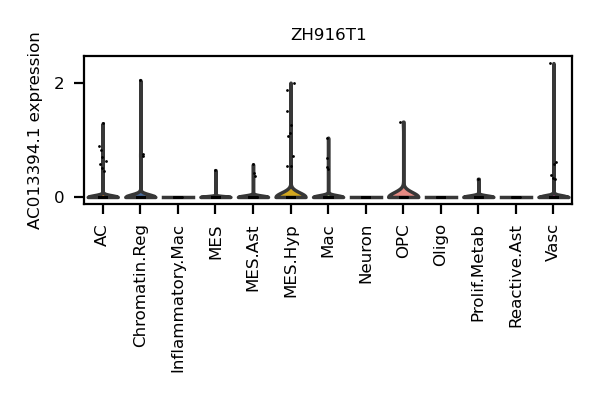 ZH916T1
AC013394.1 expression
2
0
AC
Chromatin.Reg
Inflammatory.Mac
MES
MES.Ast
MES.Hyp
Mac
Neuron
OPC
Oligo
Prolif.Metab
Reactive.Ast
Vasc